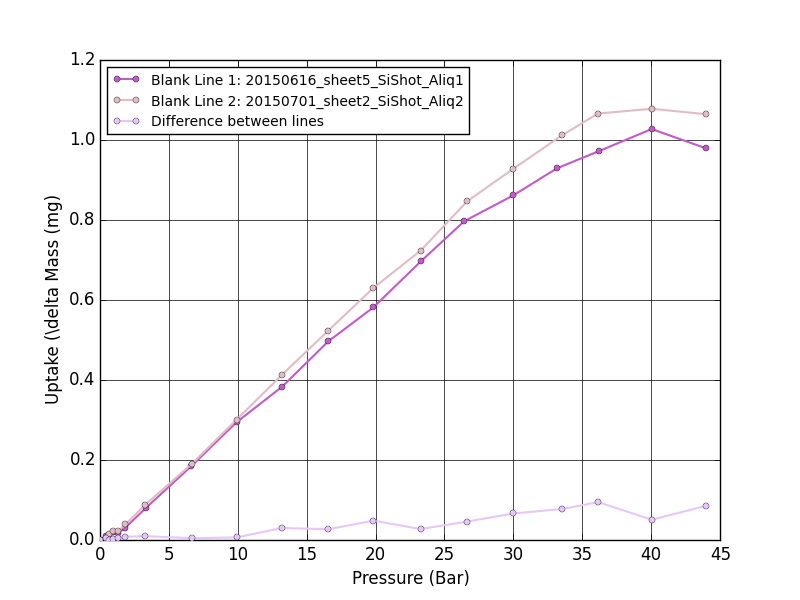 Blank Line 1: 20150616_sheet5_SiShot_Aliq1
Blank Line 2: 20150701_sheet2_SiShot_Aliq2
Difference between lines
1.2
1.0
0.8
0.6
0.4
0.2
0.0
Uptake (\delta Mass (mg)
0 5 10 15 20 25 30 35 40 45
Pressure (Bar)